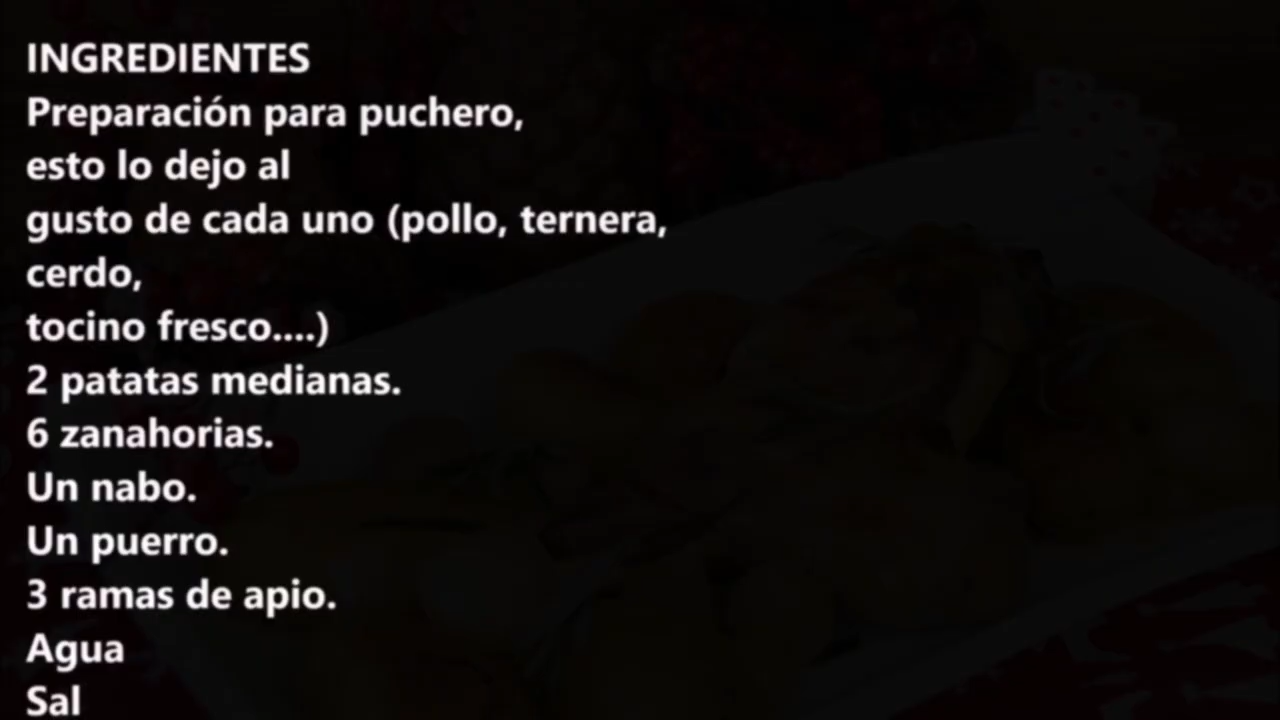 INGREDIENTES
Preparación para puchero,
esto lo dejo al
gusto de cada uno (pollo, ternera,
cerdo,
tocino fresco....)
2 patatas medianas.
6 zanahorias.
Un nabo.
Un puerro.
3 ramas de apio.
Agua
Sal